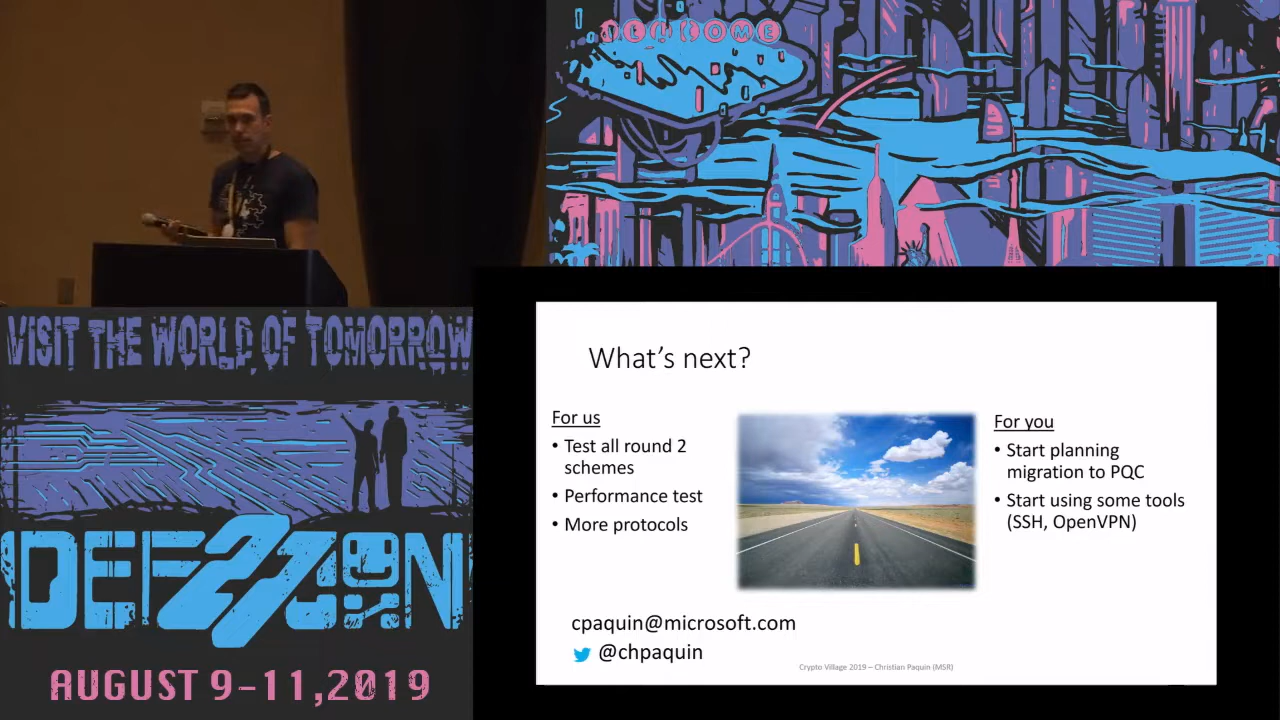 WELCOME
VISIT THE WORLD OF TOMORROW
DEF27CON
AUGUST 9-11,2019
What's next?
For us
• Test all round 2
schemes
• Performance test
• More protocols
For you
• Start planning
migration to PQC
• Start using some tools
(SSH, OpenVPN)
cpaquin@microsoft.com
@chpaquin
Crypto Village 2019 – Christian Paquin (MSR)